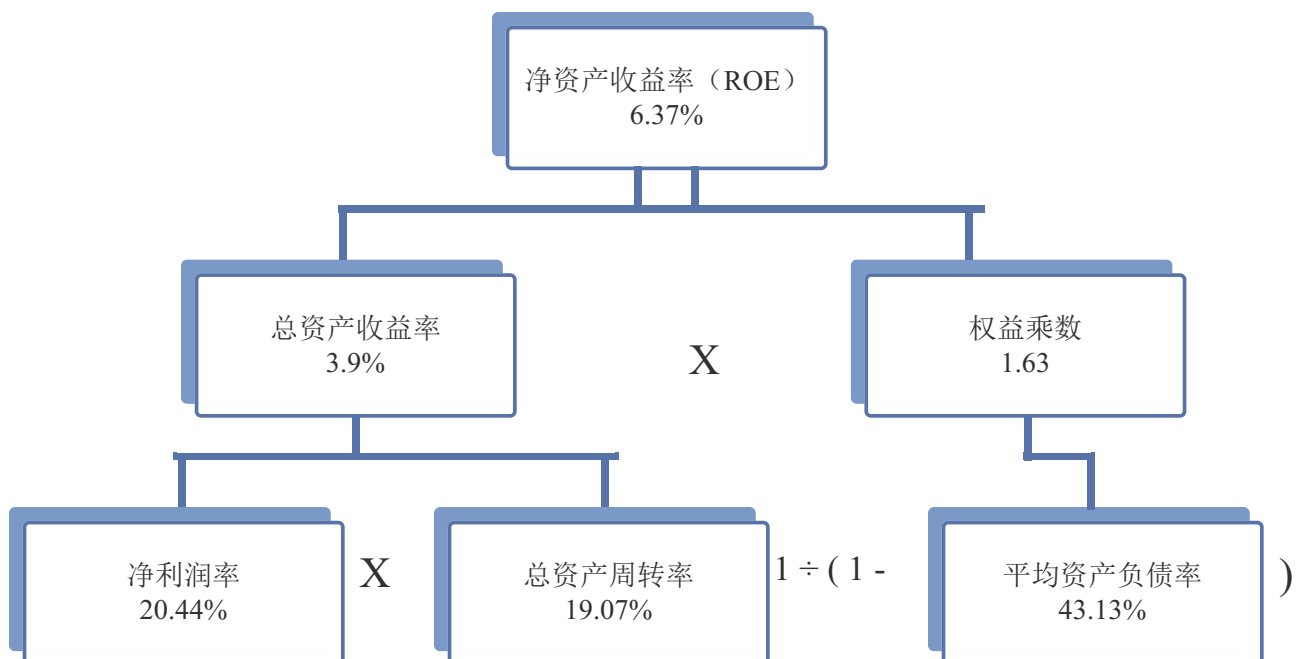 净资产收益率（ROE）
6.37%
总资产收益率
3.9%
X
权益乘数
1.63
净利润率
20.44%
X
总资产周转率
19.07%
1 ÷ ( 1 -
平均资产负债率
43.13%
)